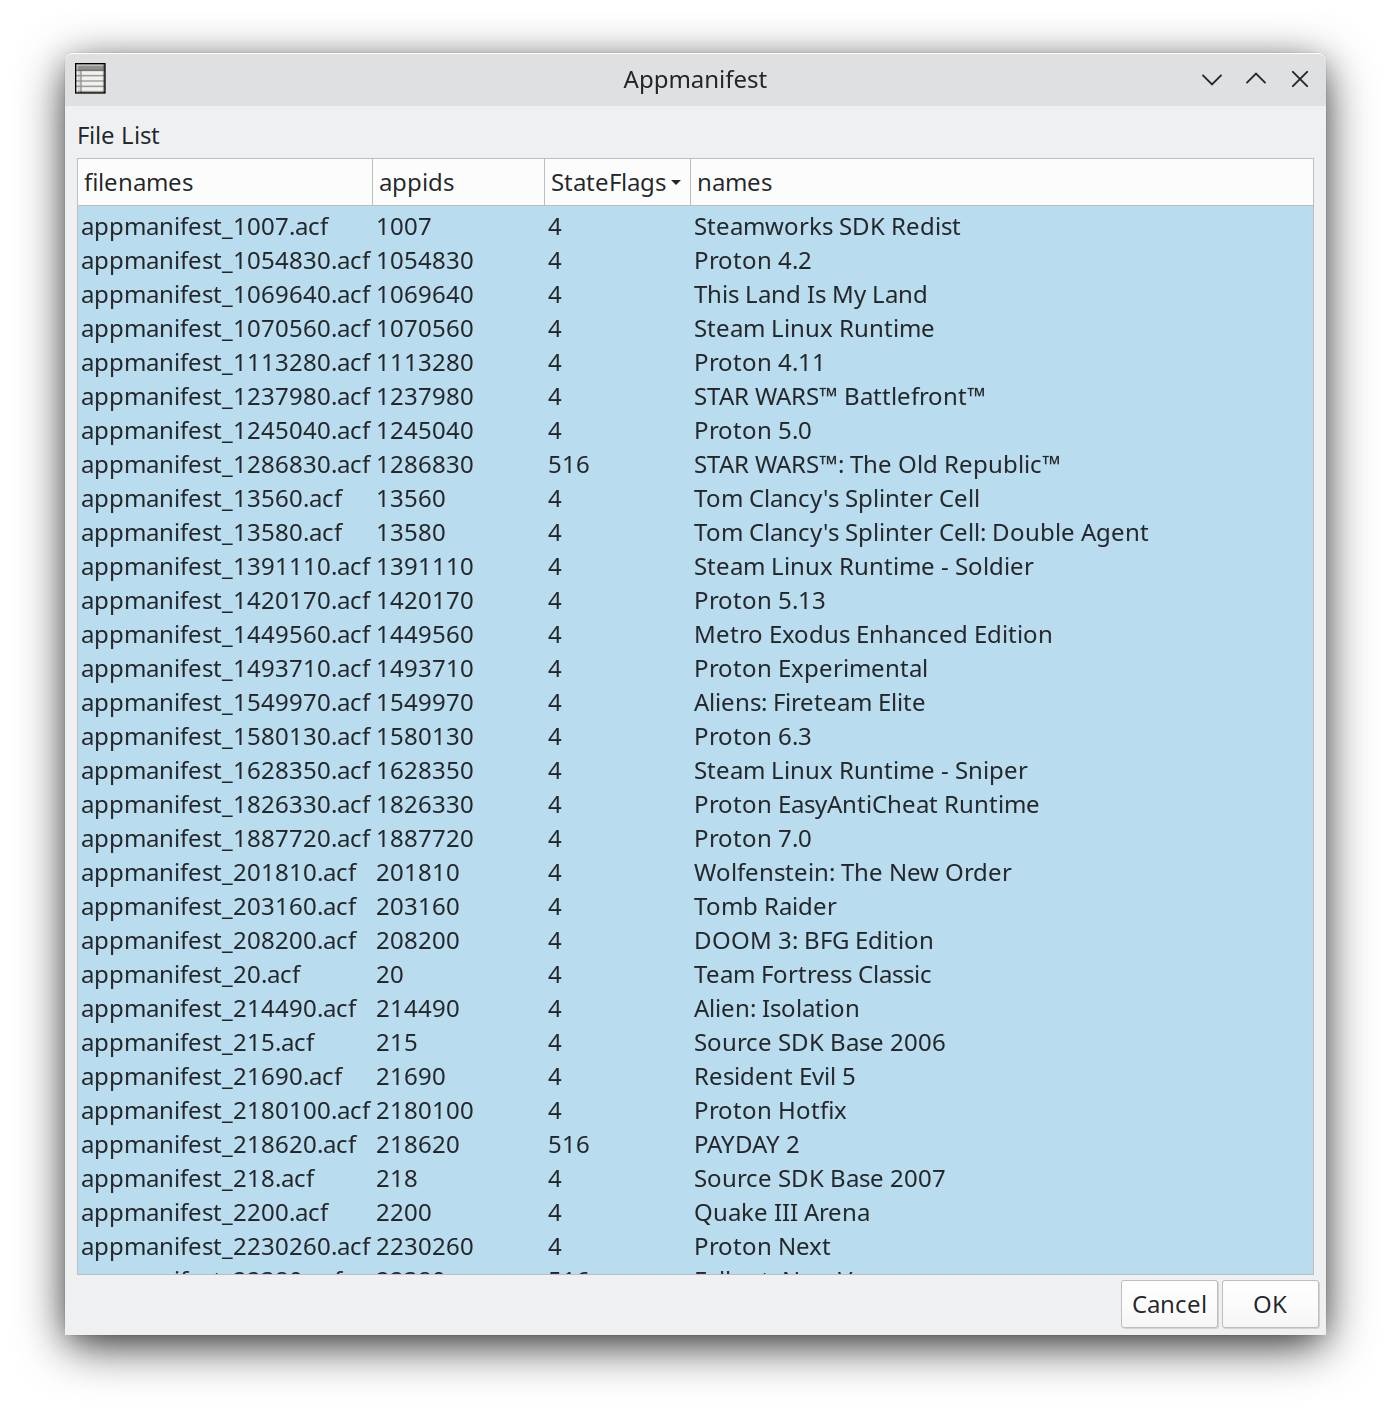 Appmanifest
File List
filenames appids StateFlags names
appmanifest_1007.acf 1007 4 Steamworks SDK Redist
appmanifest_1054830.acf 1054830 4 Proton 4.2
appmanifest_1069640.acf 1069640 4 This Land Is My Land
appmanifest_1070560.acf 1070560 4 Steam Linux Runtime
appmanifest_1113280.acf 1113280 4 Proton 4.11
appmanifest_1237980.acf 1237980 4 STAR WARS™ Battlefront™
appmanifest_1245040.acf 1245040 4 Proton 5.0
appmanifest_1286830.acf 1286830 516 STAR WARS™: The Old Republic™
appmanifest_13560.acf 13560 4 Tom Clancy's Splinter Cell
appmanifest_13580.acf 13580 4 Tom Clancy's Splinter Cell: Double Agent
appmanifest_1391110.acf 1391110 4 Steam Linux Runtime - Soldier
appmanifest_1420170.acf 1420170 4 Proton 5.13
appmanifest_1449560.acf 1449560 4 Metro Exodus Enhanced Edition
appmanifest_1493710.acf 1493710 4 Proton Experimental
appmanifest_1549970.acf 1549970 4 Aliens: Fireteam Elite
appmanifest_1580130.acf 1580130 4 Proton 6.3
appmanifest_1628350.acf 1628350 4 Steam Linux Runtime - Sniper
appmanifest_1826330.acf 1826330 4 Proton EasyAntiCheat Runtime
appmanifest_1887720.acf 1887720 4 Proton 7.0
appmanifest_201810.acf 201810 4 Wolfenstein: The New Order
appmanifest_203160.acf 203160 4 Tomb Raider
appmanifest_208200.acf 208200 4 DOOM 3: BFG Edition
appmanifest_20.acf 20 4 Team Fortress Classic
appmanifest_214490.acf 214490 4 Alien: Isolation
appmanifest_215.acf 215 4 Source SDK Base 2006
appmanifest_21690.acf 21690 4 Resident Evil 5
appmanifest_2180100.acf 2180100 4 Proton Hotfix
appmanifest_218620.acf 218620 516 PAYDAY 2
appmanifest_218.acf 218 4 Source SDK Base 2007
appmanifest_2200.acf 2200 4 Quake III Arena
appmanifest_2230260.acf 2230260 4 Proton Next
Cancel OK